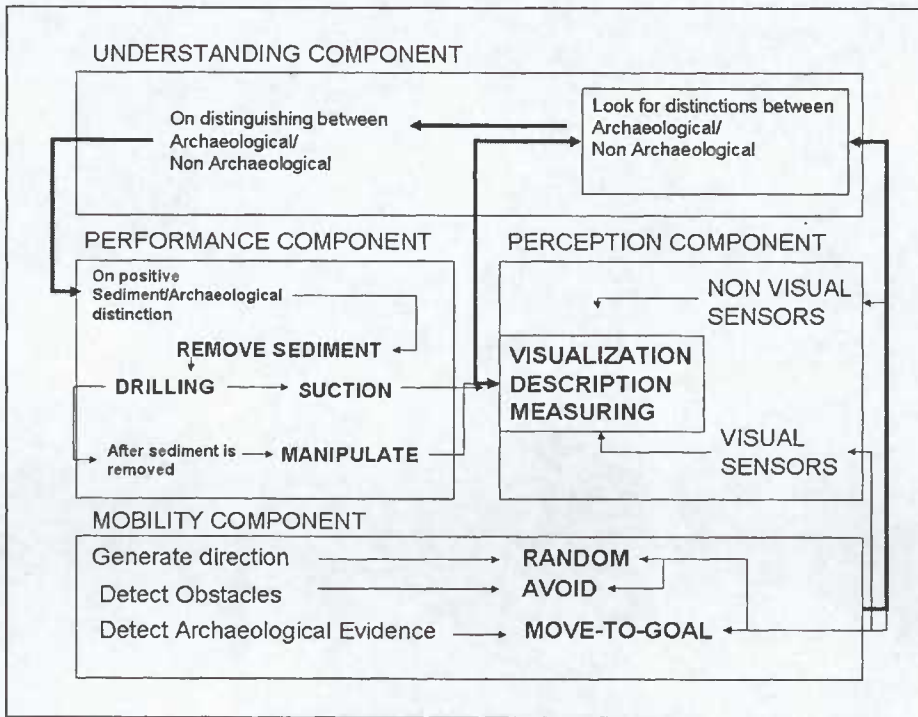 UNDERSTANDING COMPONENT
On distinguishing between
Archaeological/
Non Archaeological
Look for distinctions between
Archaeological/
Non Archaeological
PERFORMANCE COMPONENT
On positive
Sediment/Archaeological
distinction
REMOVE SEDIMENT
DRILLING
SUCTION
After sediment is
removed
MANIPULATE
PERCEPTION COMPONENT
NON VISUAL
SENSORS
VISUALIZATION
DESCRIPTION
MEASURING
VISUAL
SENSORS
MOBILITY COMPONENT
Generate direction
RANDOM
Detect Obstacles
AVOID
Detect Archaeological Evidence
MOVE-TO-GOAL